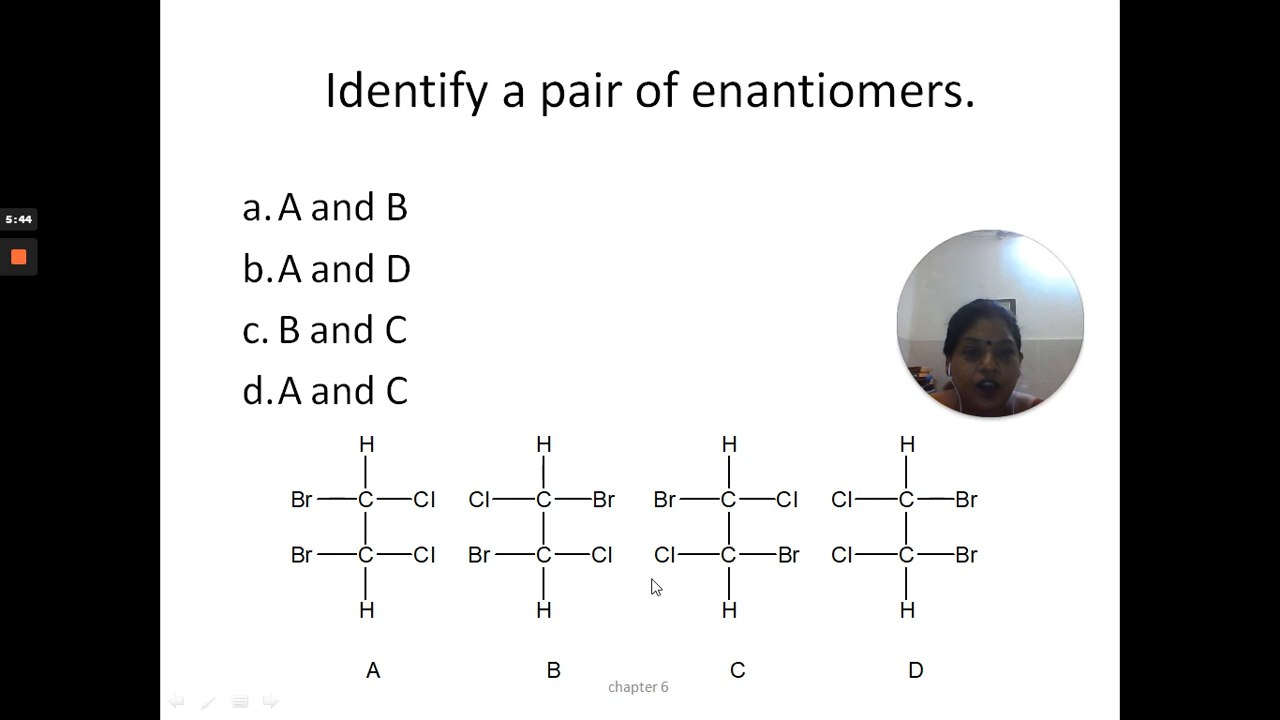 Identify a pair of enantiomers.
5:44
a. A and B
b. A and D
c. B and C
d. A and C
H H H H
Br C Cl Cl C Br Br C Cl Cl C Br
Br C Cl Br C Cl Cl C Br Cl C Br
H H H H
A B C D
chapter 6